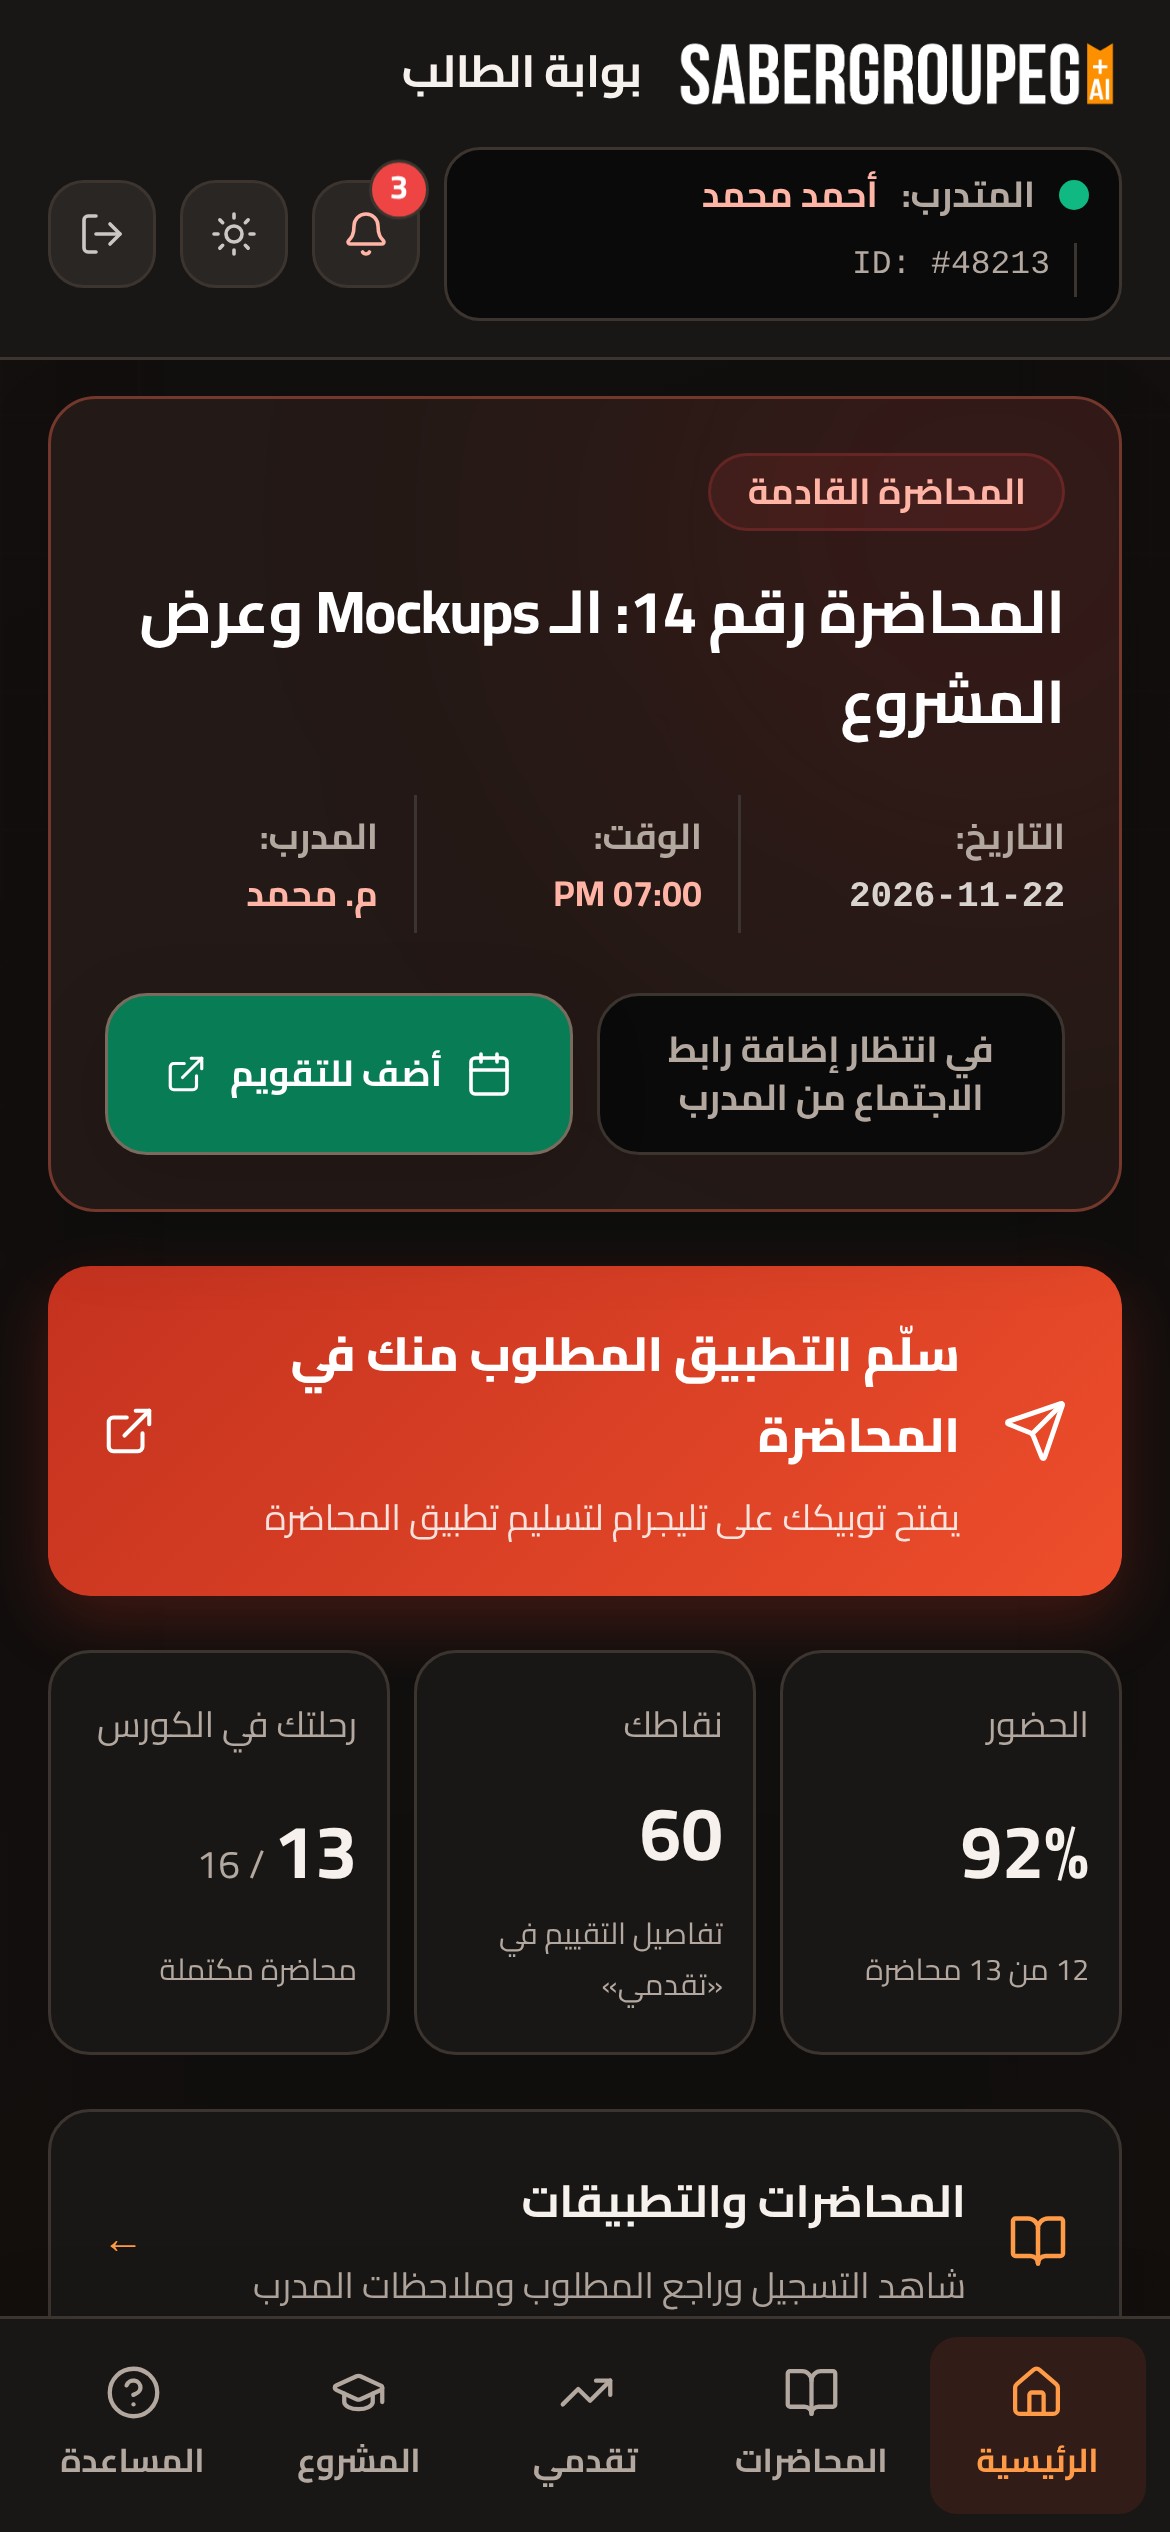 SABERGROUPEG + AI
بوابة الطالب
المتدرب: أحمد محمد
ID: #48213
3
المحاضرة القادمة
المحاضرة رقم 14: الـ Mockups وعرض
المشروع
التاريخ:
2026-11-22
الوقت:
07:00 PM
المدرب:
م. محمد
في انتظار إضافة رابط
الاجتماع من المدرب
أضف للتقويم
سلّم التطبيق المطلوب منك في
المحاضرة
يفتح توبيكك على تليجرام لتسليم تطبيق المحاضرة
الحضور
92%
12 من 13 محاضرة
نقاطك
60
تفاصيل التقييم في
«تقدمي»
رحلتك في الكورس
13 / 16
محاضرة مكتملة
المحاضرات والتطبيقات
←
شاهد التسجيل وراجع المطلوب وملاحظات المدرب
الرئيسية
المحاضرات
تقدمي
المشروع
المساعدة